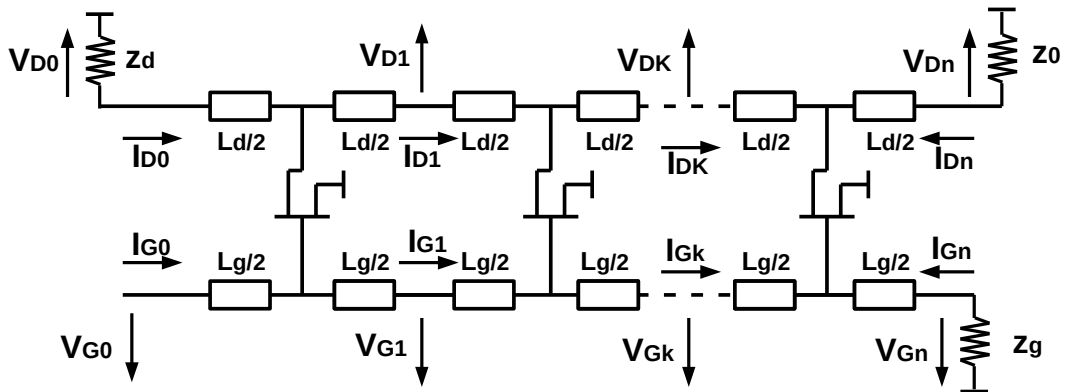 VD0
zd
VD1
VDK
VDn
z0
Ld/2
Ld/2
Ld/2
Ld/2
Ld/2
Ld/2
ID0
ID1
IDK
IDn
IG0
IG1
IGk
IGn
Lg/2
Lg/2
Lg/2
Lg/2
Lg/2
Lg/2
VG0
VG1
VGk
VGn
zg